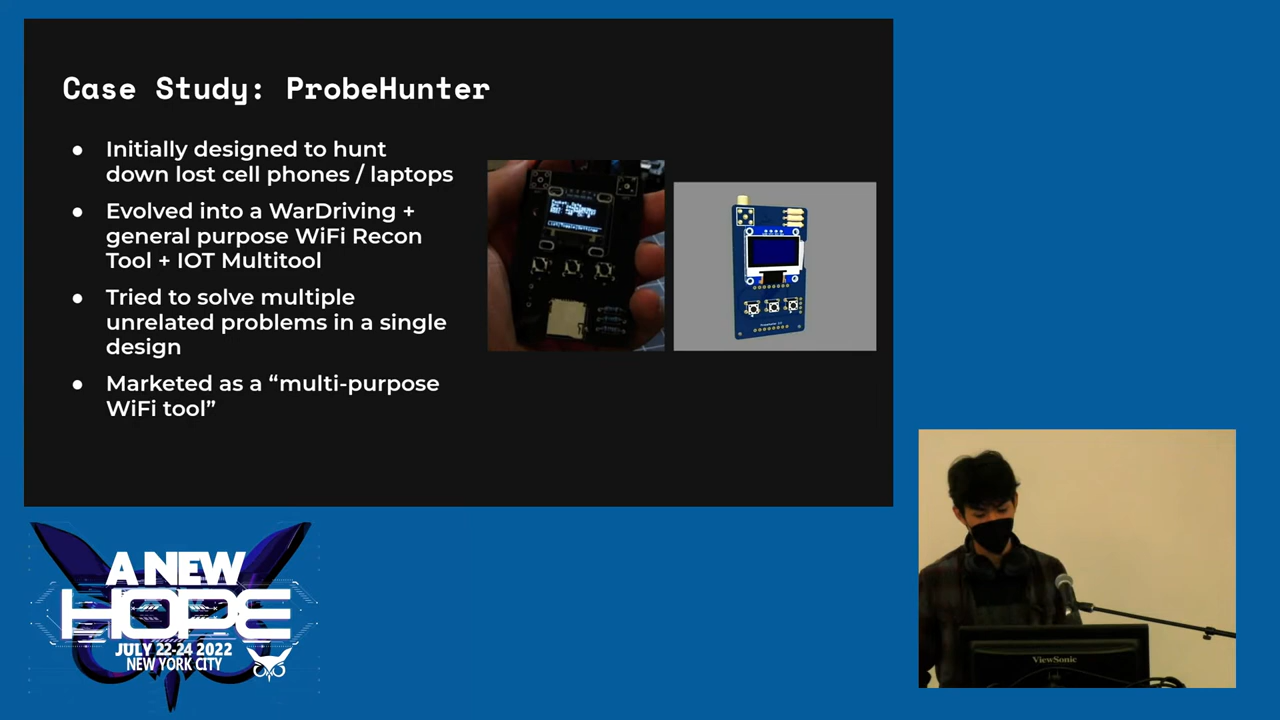 Case Study: ProbeHunter
● Initially designed to hunt
down lost cell phones / laptops
● Evolved into a WarDriving +
general purpose WiFi Recon
Tool + IOT Multitool
● Tried to solve multiple
unrelated problems in a single
design
● Marketed as a “multi-purpose
WiFi tool”
A NEW
HOPE
JULY 22-24 2022
NEW YORK CITY
ViewSonic